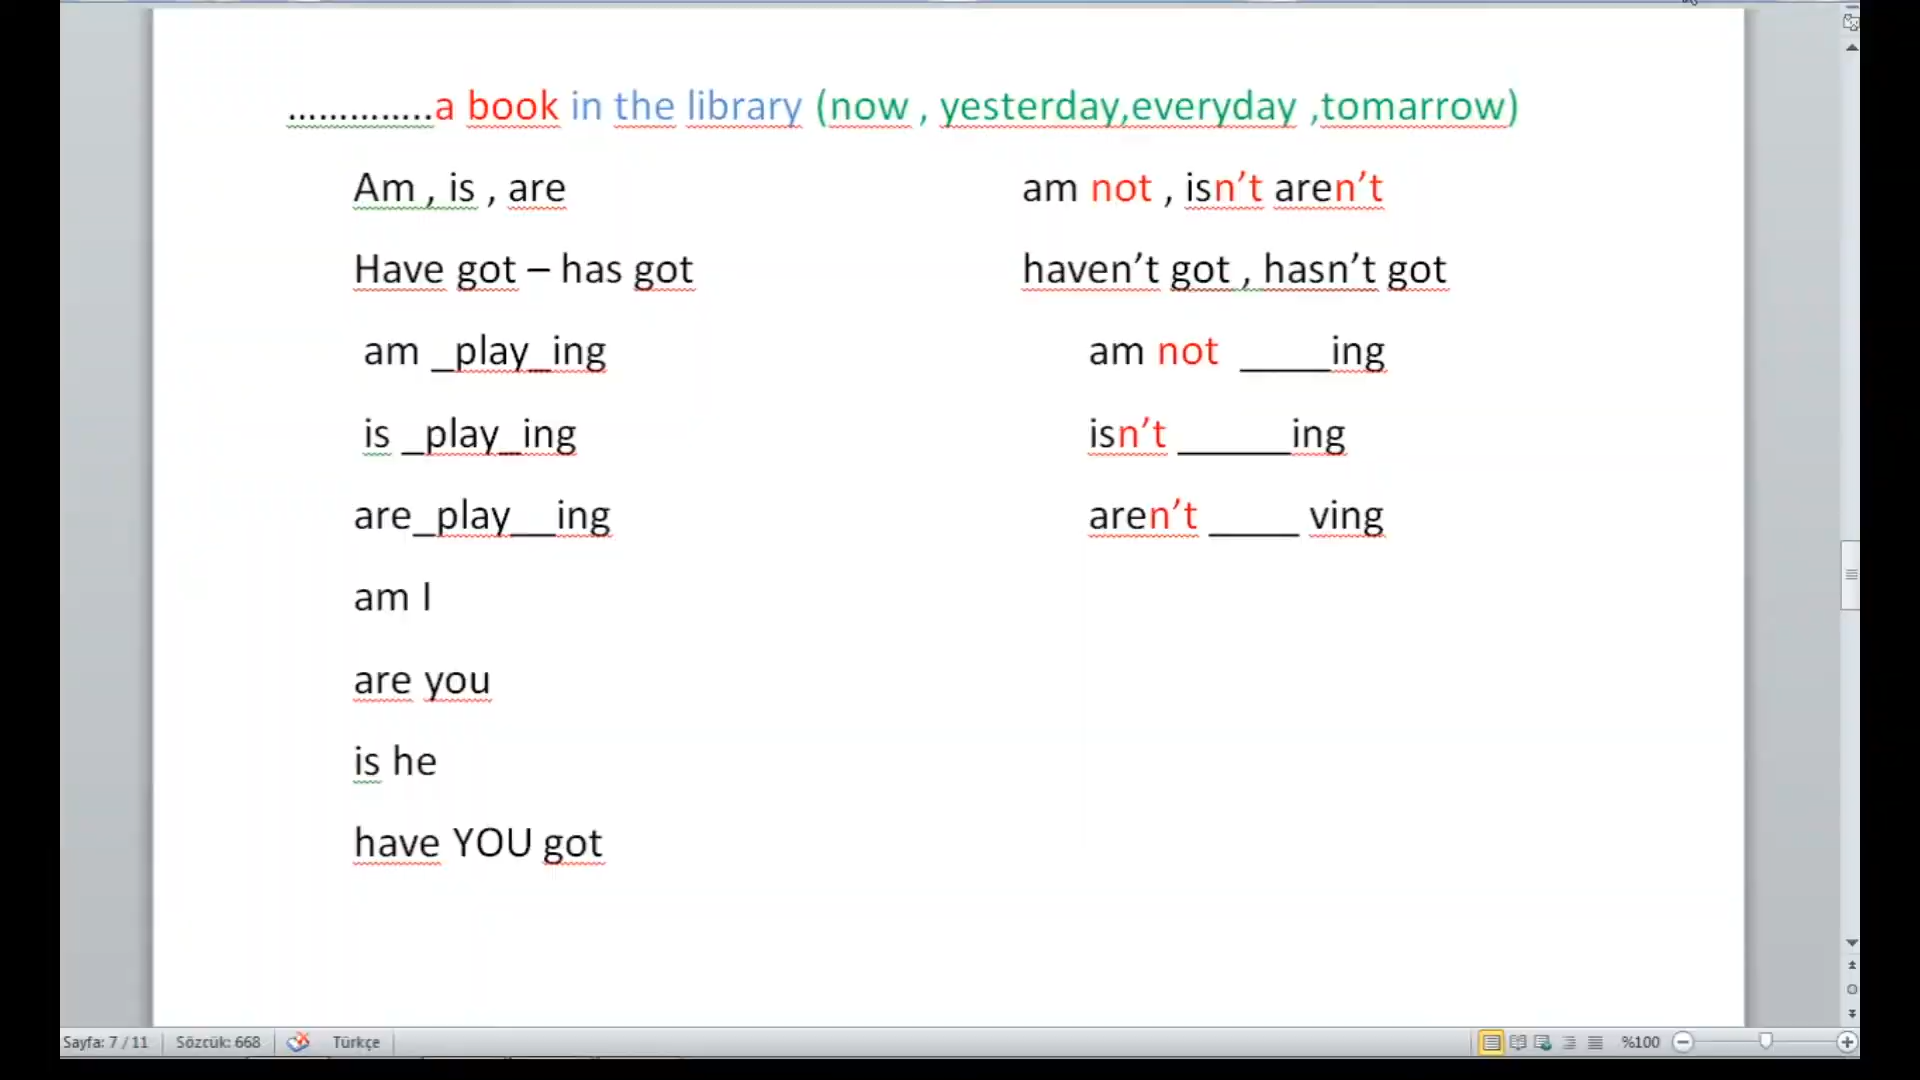 ..............a book in the library (now , yesterday,everyday ,tomarrow)
Am , is , are am not , isn’t aren’t
Have got – has got haven’t got , hasn’t got
am _play_ing am not ____ing
is _play_ing isn’t _____ing
are_play__ing aren’t ____ ving
am I
are you
is he
have YOU got
Sayfa: 7 / 11 Sözcük: 668 Türkçe %100